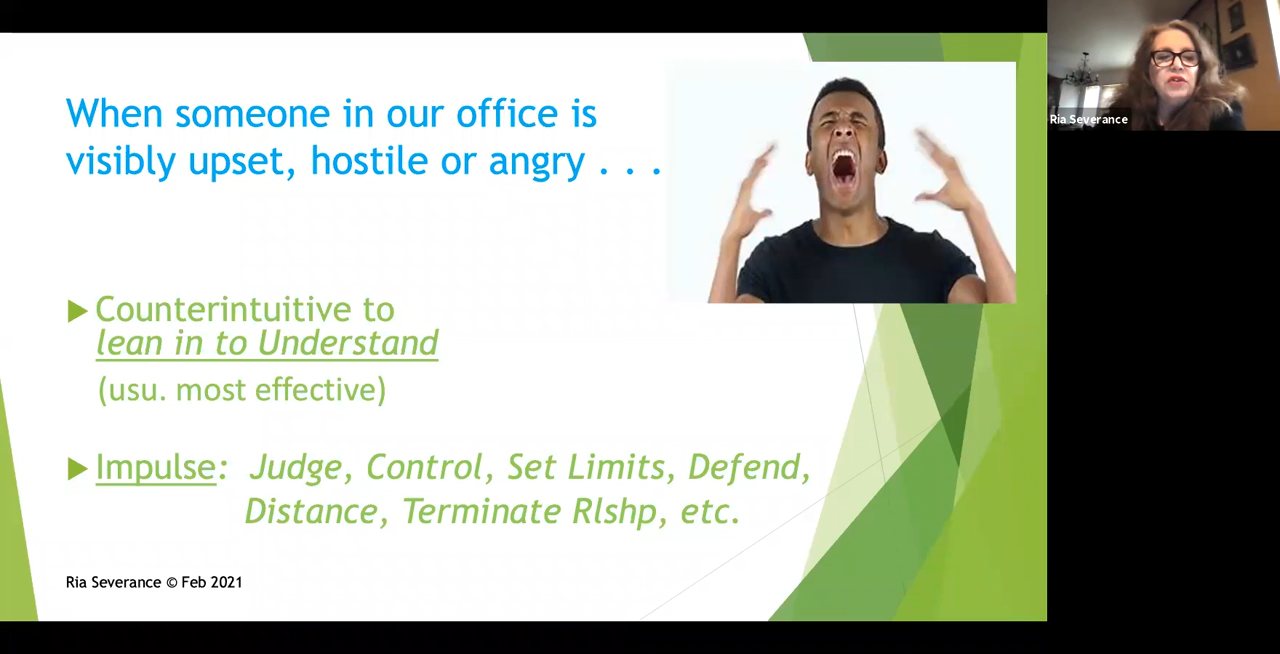 When someone in our office is
visibly upset, hostile or angry . . .
Counterintuitive to
lean in to Understand
(usu. most effective)
Impulse: Judge, Control, Set Limits, Defend,
Distance, Terminate Rlshp, etc.
Ria Severance © Feb 2021
Ria Severance